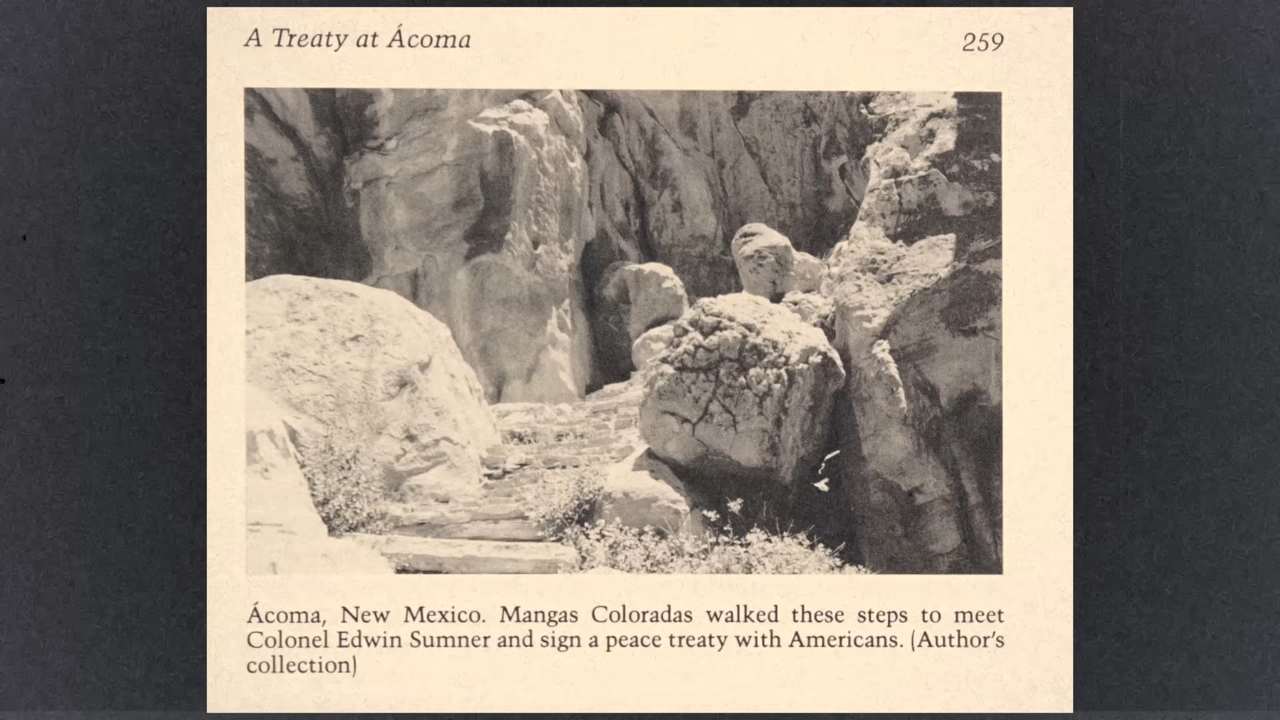 A Treaty at Ácoma 259
Ácoma, New Mexico. Mangas Coloradas walked these steps to meet
Colonel Edwin Sumner and sign a peace treaty with Americans. (Author's
collection)